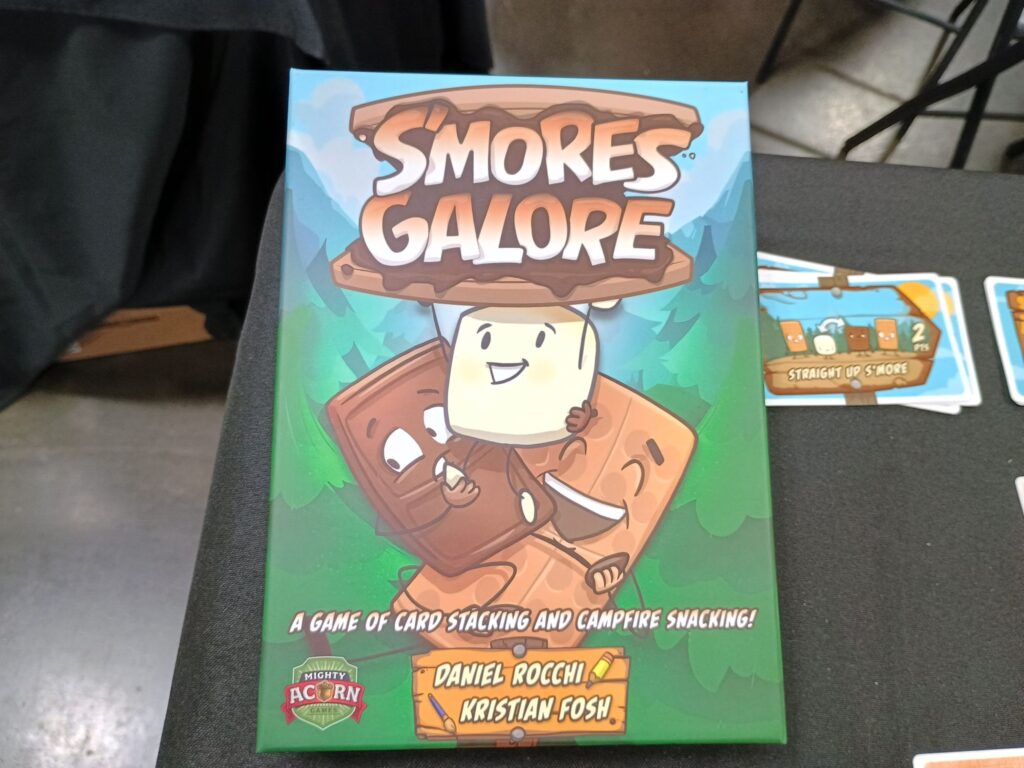 S'MORES
GALORE
2
PTS
STRAIGHT UP S'MORE
A GAME OF CARD STACKING AND CAMPFIRE SNACKING!
MIGHTY
ACORN
GAMES
DANIEL ROCCHI
KRISTIAN FOSH